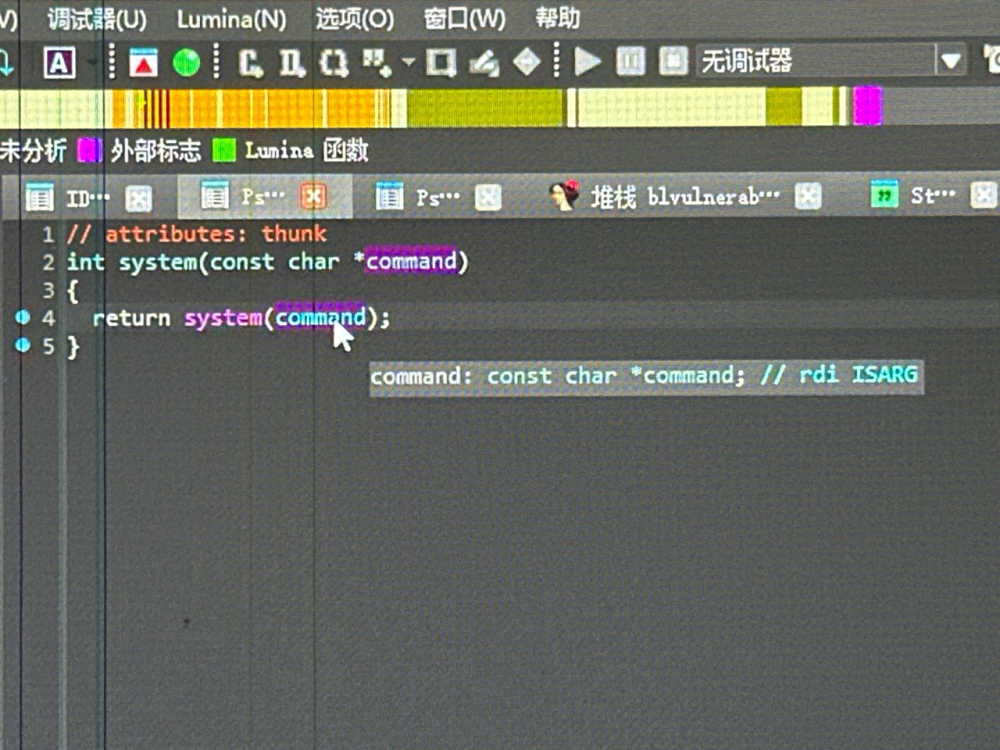 调试器(U) Lumina(N) 选项(O) 窗口(W) 帮助
A 无调试器
未分析 外部标志 Lumina 函数
ID··· Ps··· Ps··· 堆栈 blvulnerab··· St···
1 // attributes: thunk
2 int system(const char *command)
3 {
4 return system(command);
5 }
command: const char *command; // rdi ISARG